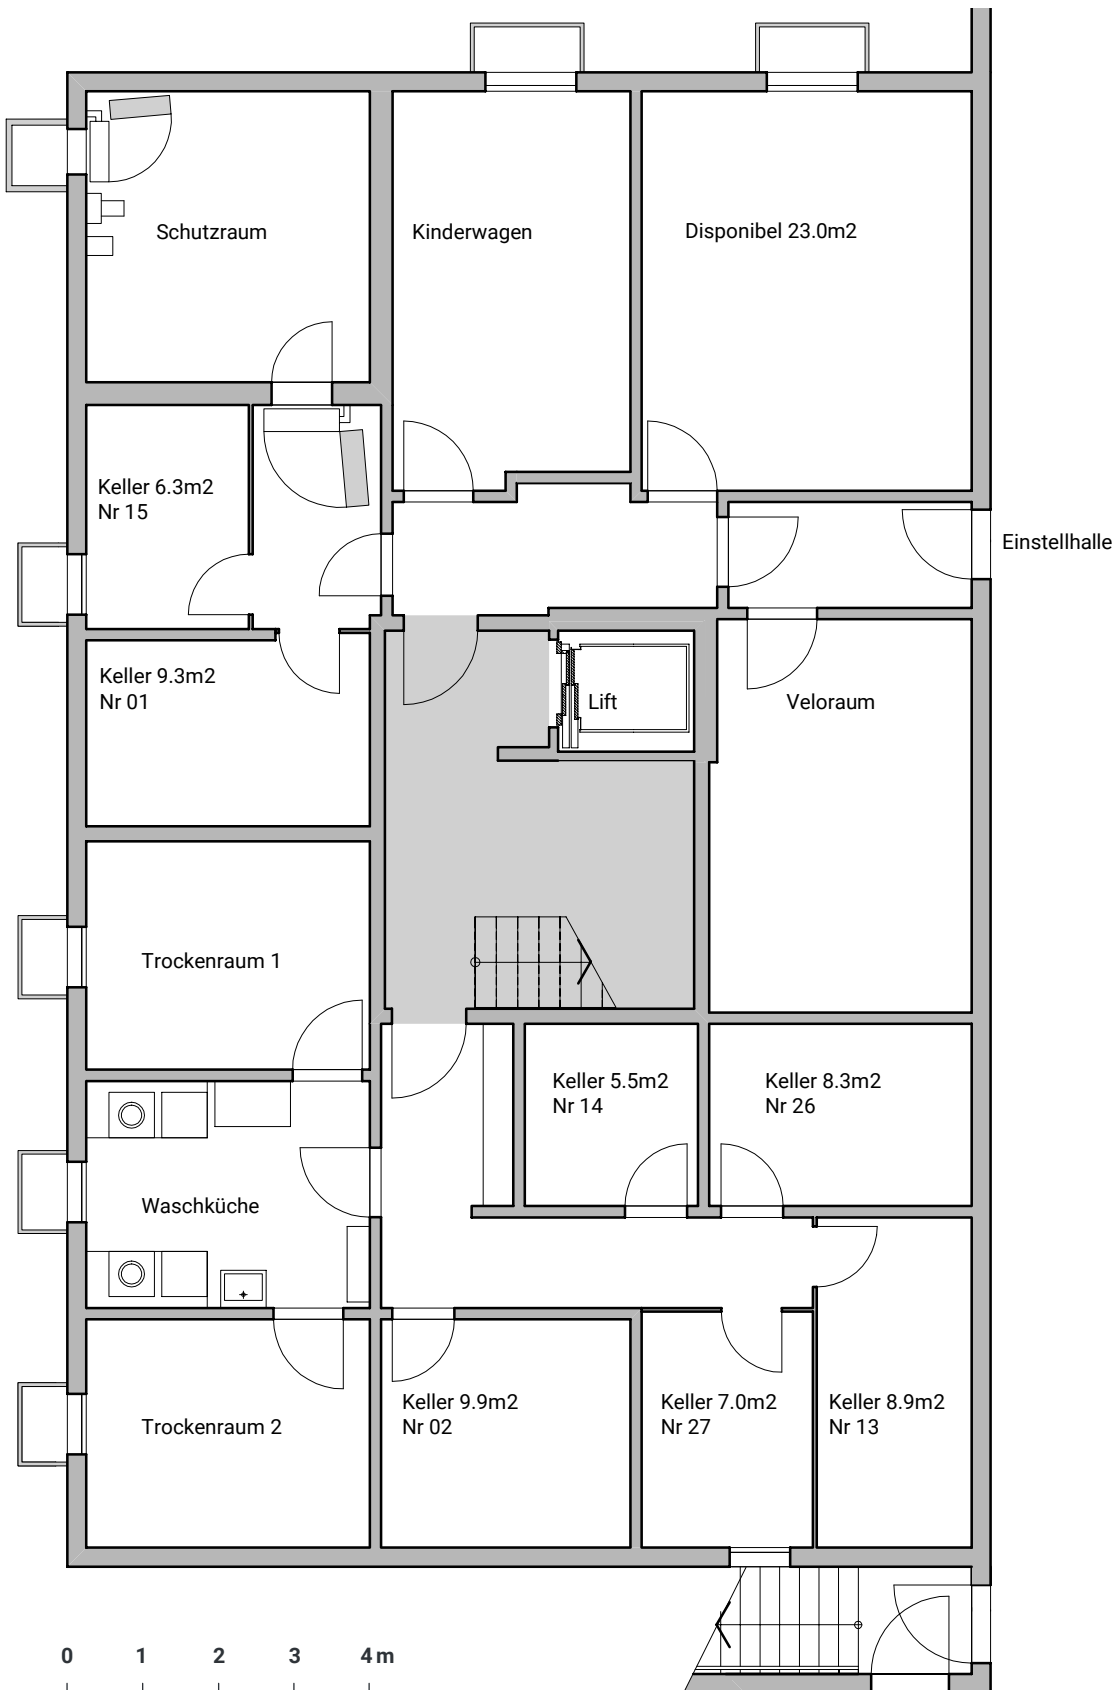 Schutzraum
Kinderwagen
Disponibel 23.0m2
Keller 6.3m2
Nr 15
Einstellhalle
Keller 9.3m2
Nr 01
Lift
Veloraum
Trockenraum 1
Keller 5.5m2
Nr 14
Keller 8.3m2
Nr 26
Waschküche
Trockenraum 2
Keller 9.9m2
Nr 02
Keller 7.0m2
Nr 27
Keller 8.9m2
Nr 13
0 1 2 3 4 m